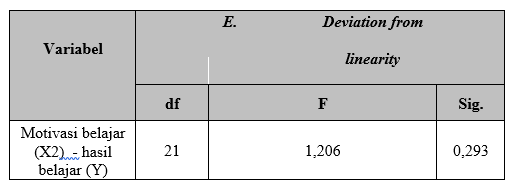 Variabel
E. Deviation from
linearity
df
F
Sig.
Motivasi belajar
(X2) - hasil
belajar (Y)
21
1,206
0,293